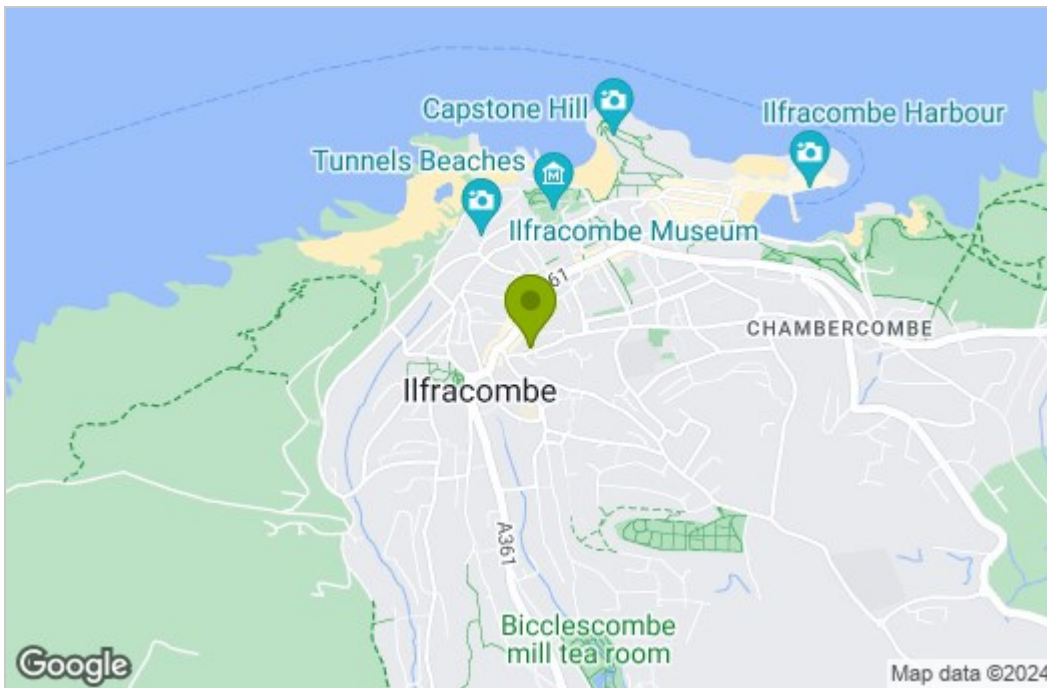 Capstone Hill
Ilfracombe Harbour
Tunnels Beaches
Ilfracombe Museum
61
CHAMBERCOMBE
Ilfracombe
A361
Bicclescombe
mill tea room
Google
Map data ©2024